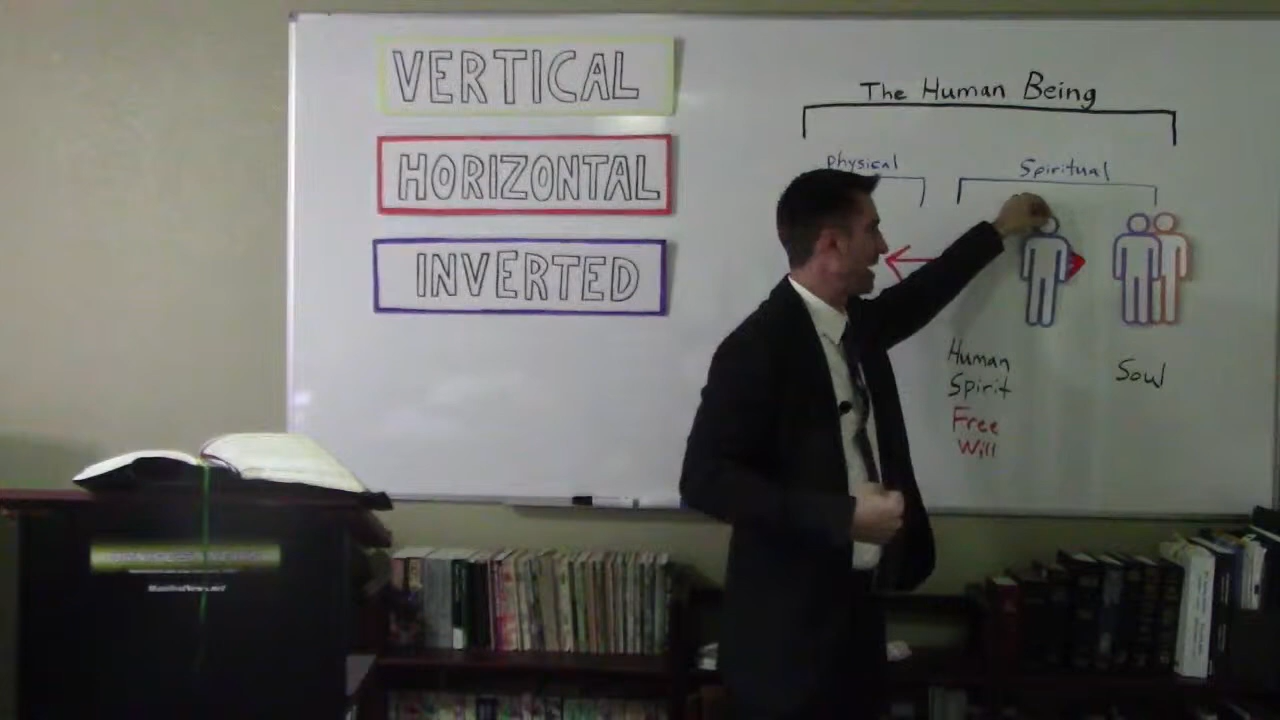 VERTICAL
HORIZONTAL
INVERTED
The Human Being
Physical
Spiritual
Human
Spirit
Free
Will
Soul